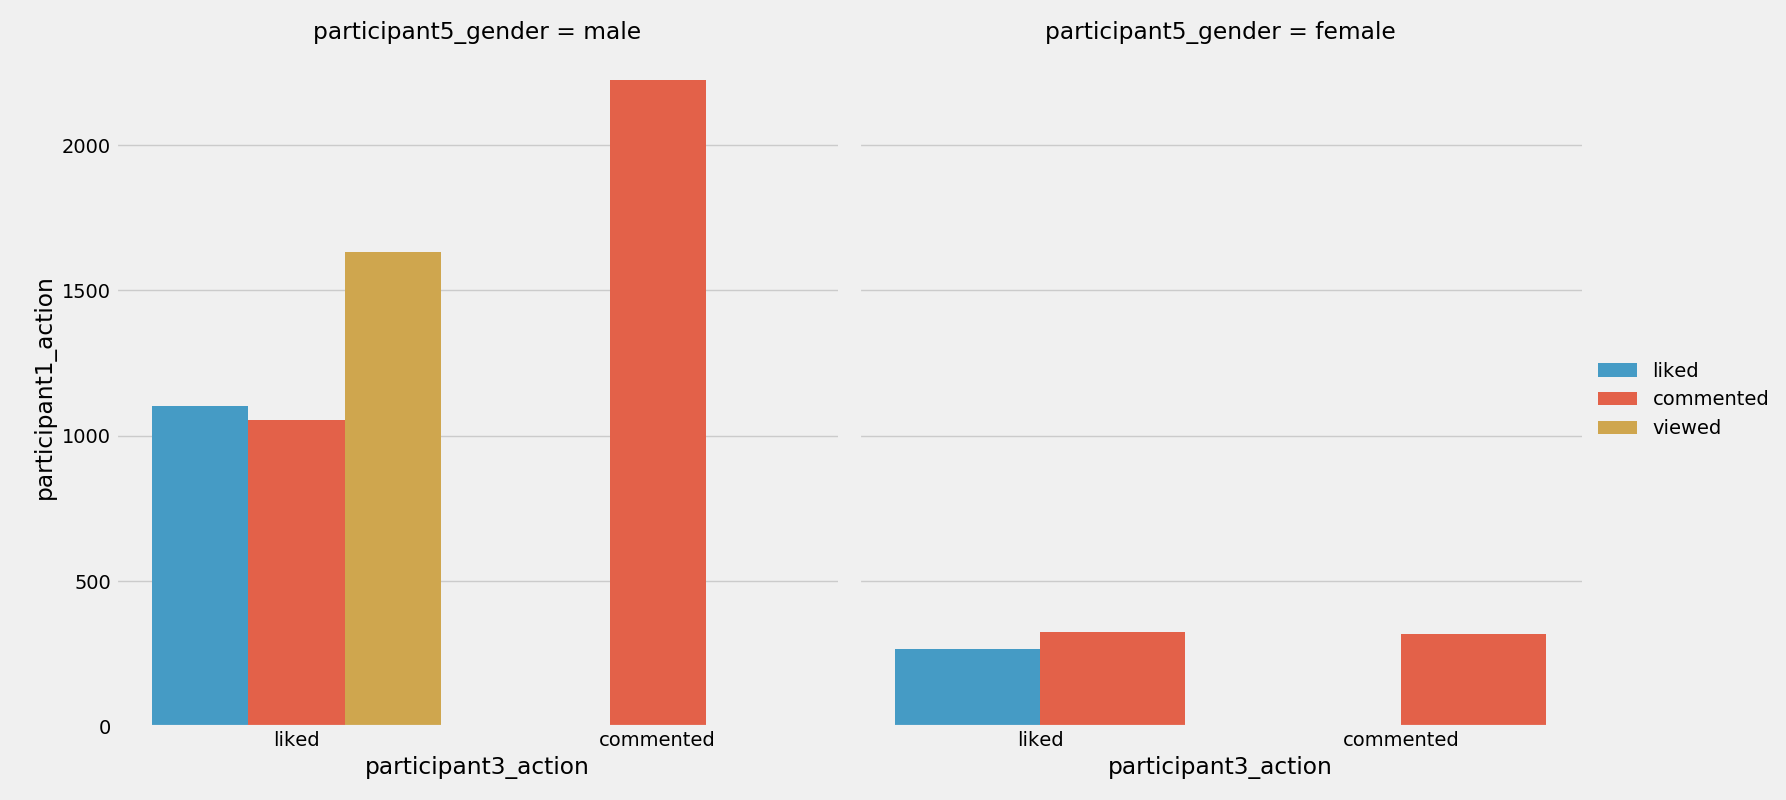 participant5_gender = male
participant5_gender = female
participant1_action
2000
1500
1000
500
0
liked
commented
participant3_action
liked
commented
participant3_action
liked
commented
viewed